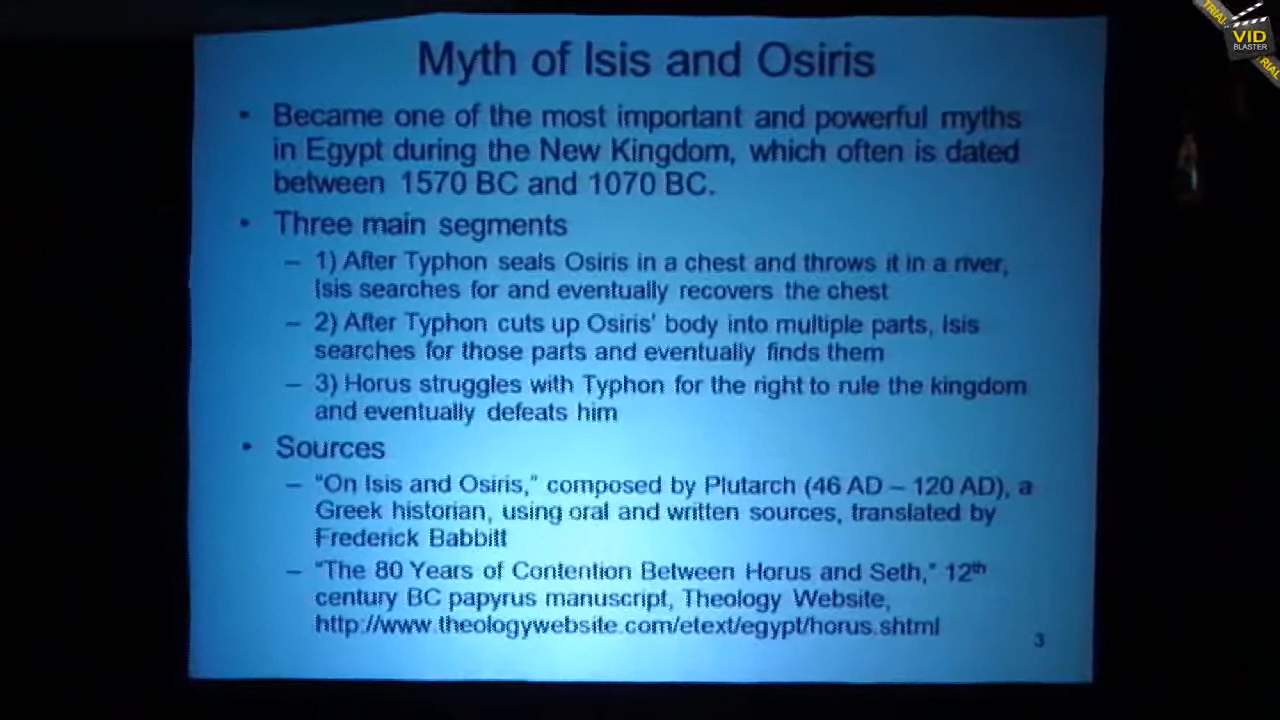 Myth of Isis and Osiris
• Became one of the most important and powerful myths
in Egypt during the New Kingdom, which often is dated
between 1570 BC and 1070 BC.
• Three main segments
– 1) After Typhon seals Osiris in a chest and throws it in a river,
Isis searches for and eventually recovers the chest
– 2) After Typhon cuts up Osiris' body into multiple parts, Isis
searches for those parts and eventually finds them
– 3) Horus struggles with Typhon for the right to rule the kingdom
and eventually defeats him
• Sources
– "On Isis and Osiris," composed by Plutarch (46 AD – 120 AD), a
Greek historian, using oral and written sources, translated by
Frederick Babbitt
– "The 80 Years of Contention Between Horus and Seth," 12th
century BC papyrus manuscript, Theology Website,
http://www.theologywebsite.com/etext/egypt/horus.shtml
3
TRIAL
VID
BLASTER
TRIAL